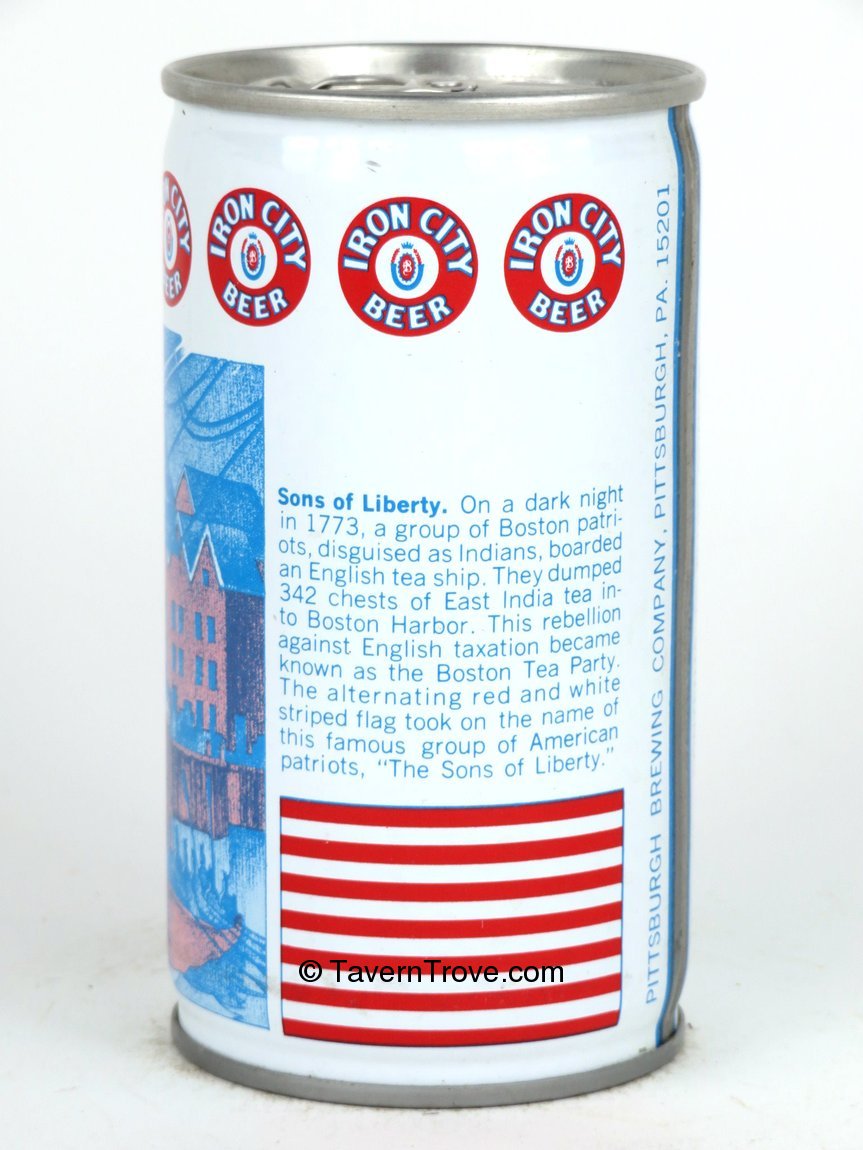 IRON CITY
BEER
IRON CITY
BEER
IRON CITY
BEER
IRON CITY
BEER
Sons of Liberty. On a dark night
in 1773, a group of Boston patri-
ots, disguised as Indians, boarded
an English tea ship. They dumped
342 chests of East India tea in-
to Boston Harbor. This rebellion
against English taxation became
known as the Boston Tea Party.
The alternating red and white
striped flag took on the name of
this famous group of American
patriots, "The Sons of Liberty."
© TavernTrove.com
PITTSBURGH BREWING COMPANY, PITTSBURGH, PA. 15201